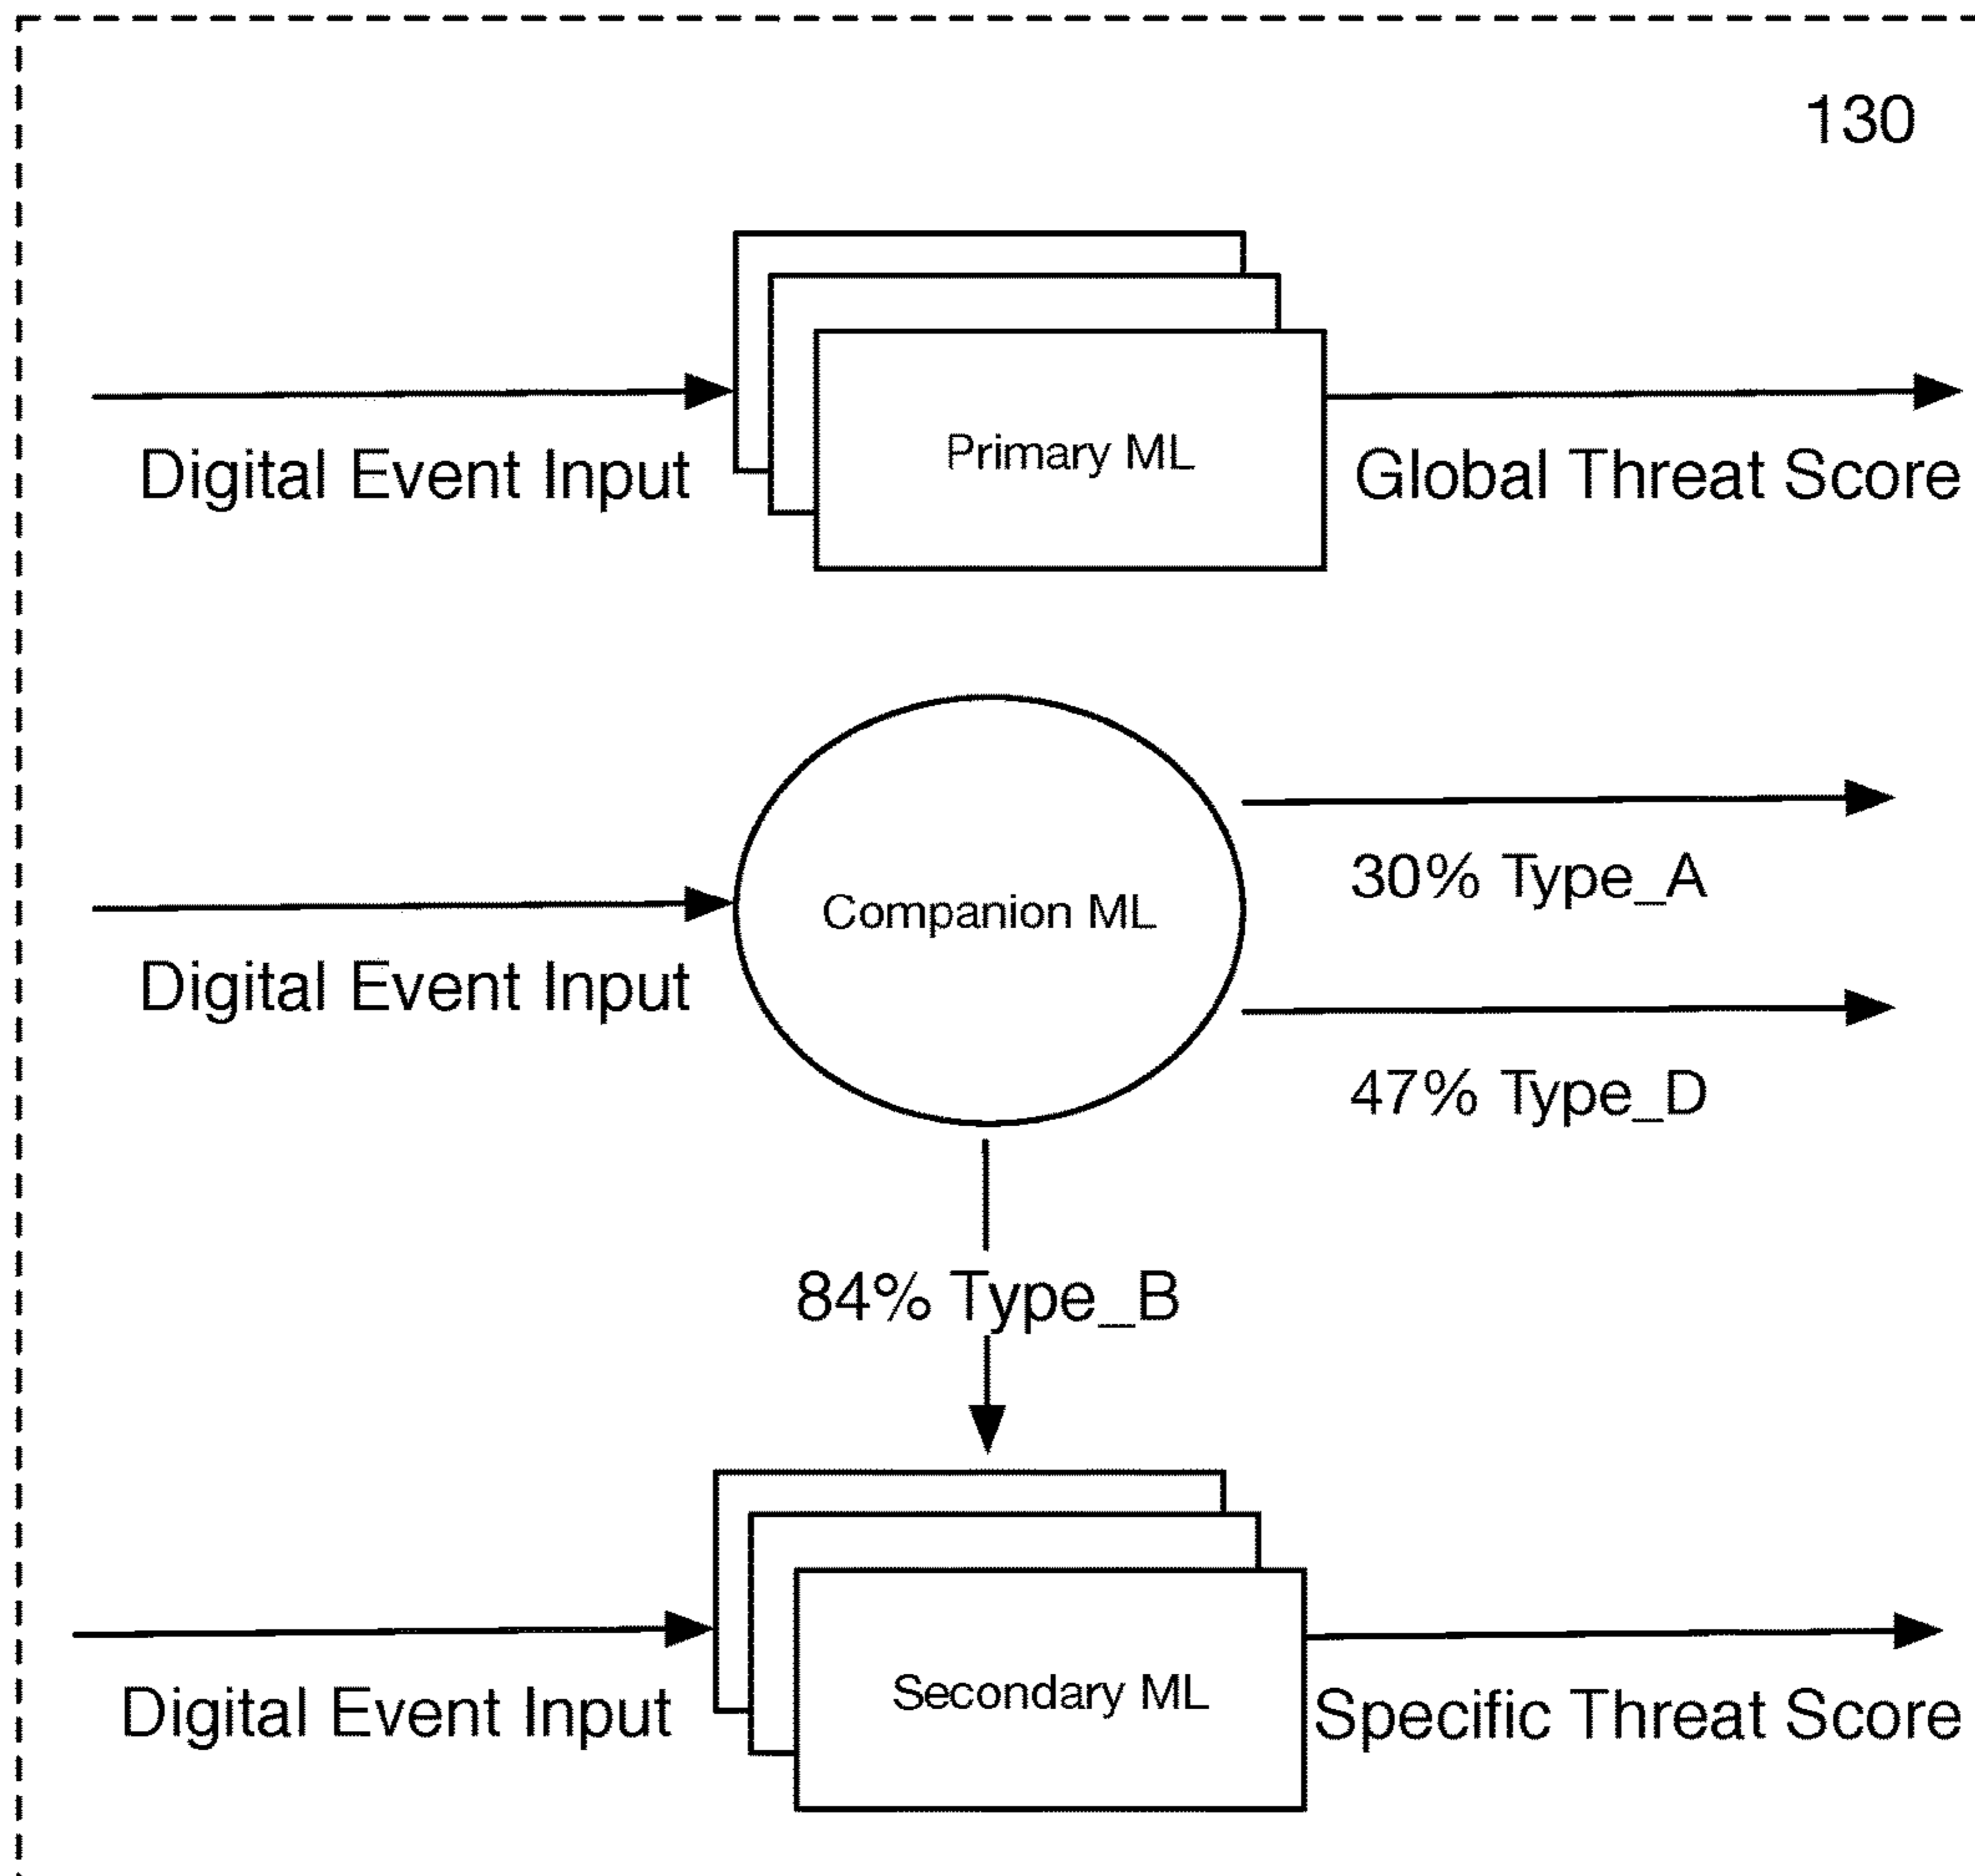 130
Primary ML
Digital Event Input
Global Threat Score
30% Type_A
Companion ML
Digital Event Input
47% Type_D
84% Type_B
Secondary ML
Digital Event Input
Specific Threat Score